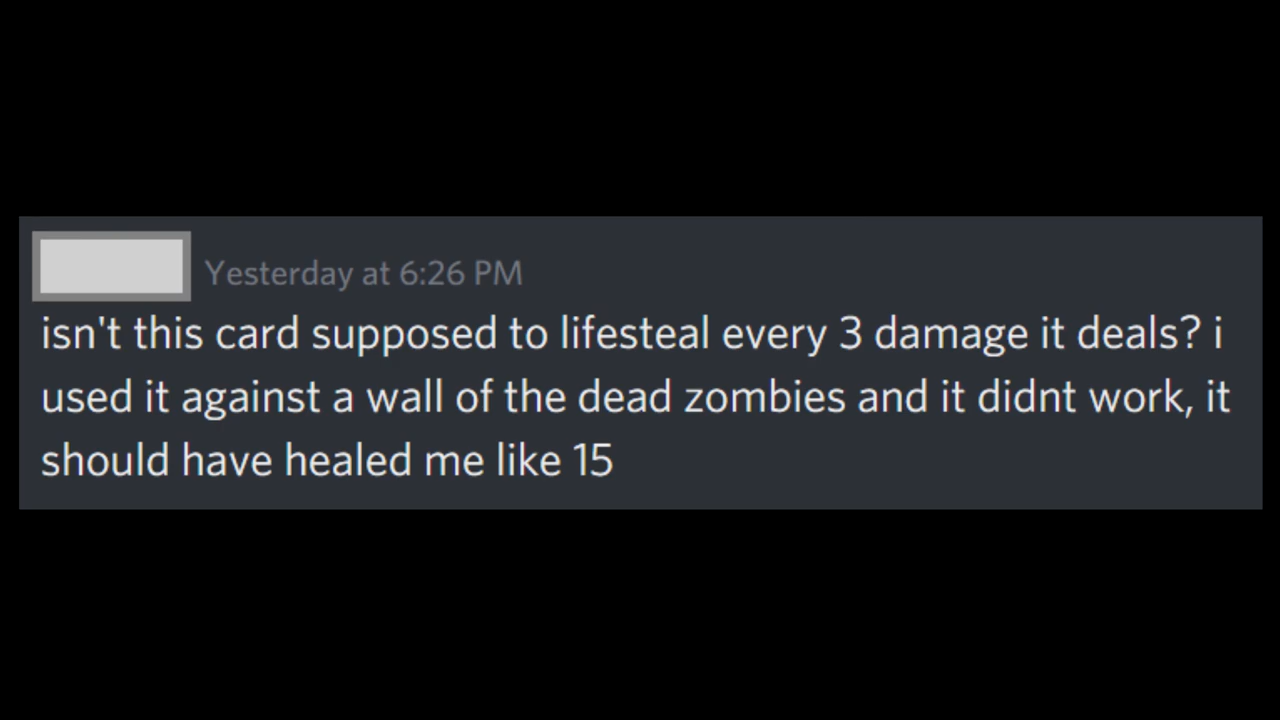 Yesterday at 6:26 PM
isn't this card supposed to lifesteal every 3 damage it deals? i
used it against a wall of the dead zombies and it didnt work, it
should have healed me like 15